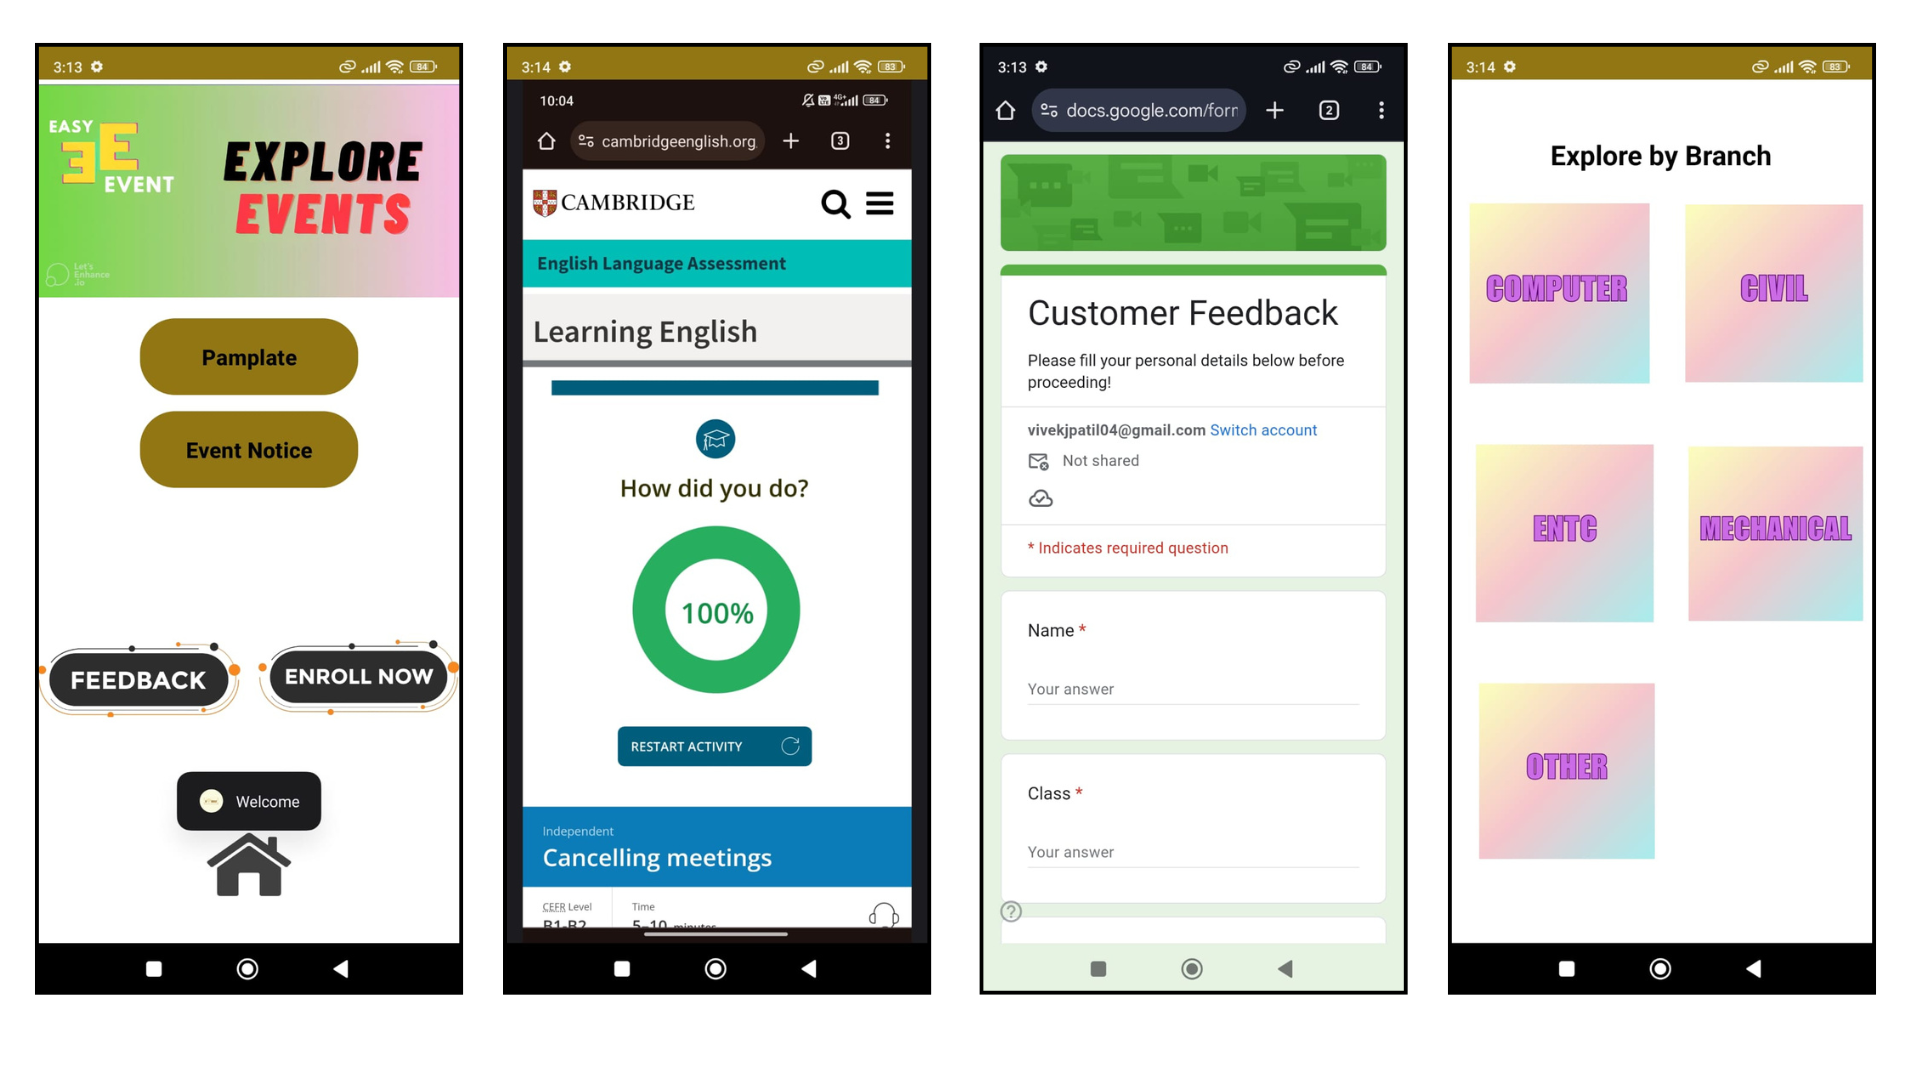 3:13
84
EASY
EE
EVENT
EXPLORE
EVENTS
Let's
Enhance
Jo
Pamplate
Event Notice
FEEDBACK
ENROLL NOW
Welcome
3:14
83
10:04
4G+
84
cambridgeenglish.org
3
CAMBRIDGE
English Language Assessment
Learning English
How did you do?
100%
RESTART ACTIVITY
Independent
Cancelling meetings
CEFR Level
Time
B1-B2
5–10 minutes
3:13
84
docs.google.com/forr
2
Customer Feedback
Please fill your personal details below before
proceeding!
vivekjpatil04@gmail.com Switch account
Not shared
* Indicates required question
Name *
Your answer
Class *
Your answer
3:14
83
Explore by Branch
COMPUTER
CIVIL
ENTC
MECHANICAL
OTHER